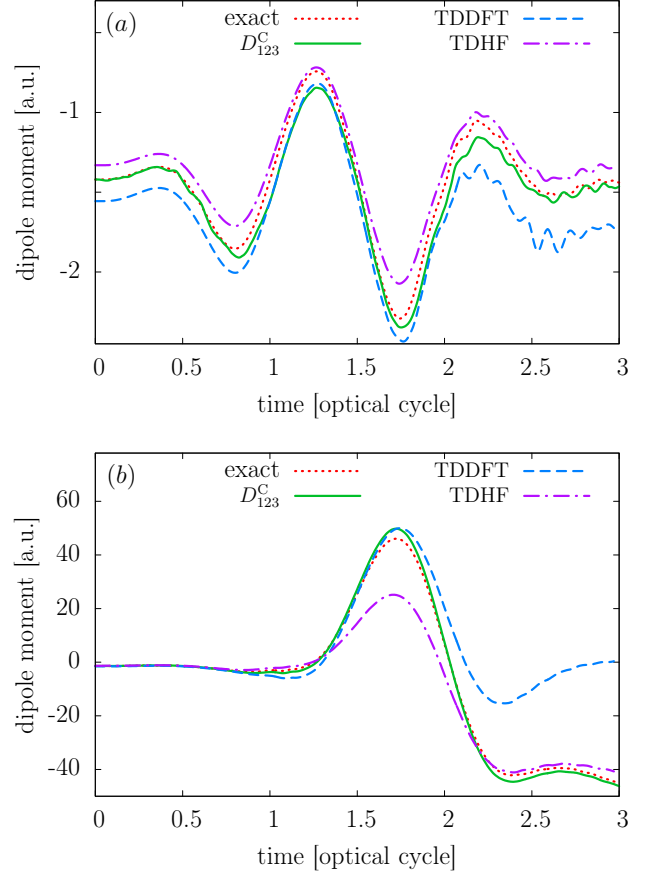 (a)
exact
D^C_123
TDDFT
TDHF
dipole moment [a.u.]
-1
-2
0 0.5 1 1.5 2 2.5 3
time [optical cycle]
(b)
exact
D^C_123
TDDFT
TDHF
dipole moment [a.u.]
60
40
20
0
-20
-40
0 0.5 1 1.5 2 2.5 3
time [optical cycle]